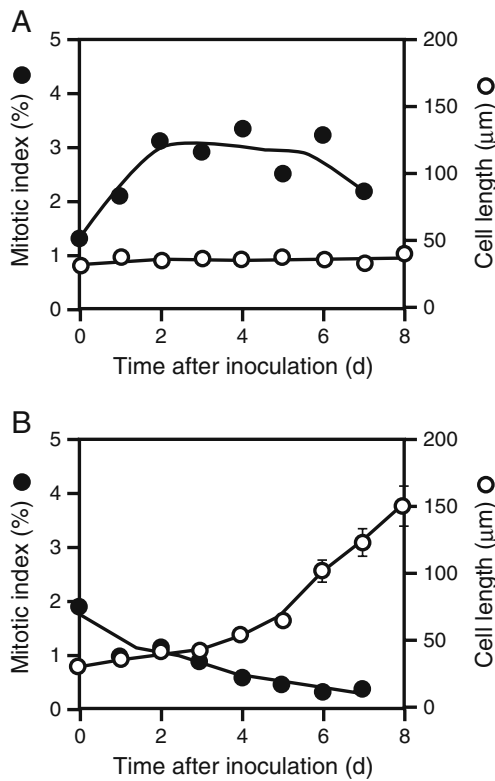 A
Mitotic index (%)
5
4
3
2
1
0
200
150
100
50
0
Cell length (μm)
0 2 4 6 8
Time after inoculation (d)
B
Mitotic index (%)
5
4
3
2
1
0
200
150
100
50
0
Cell length (μm)
0 2 4 6 8
Time after inoculation (d)